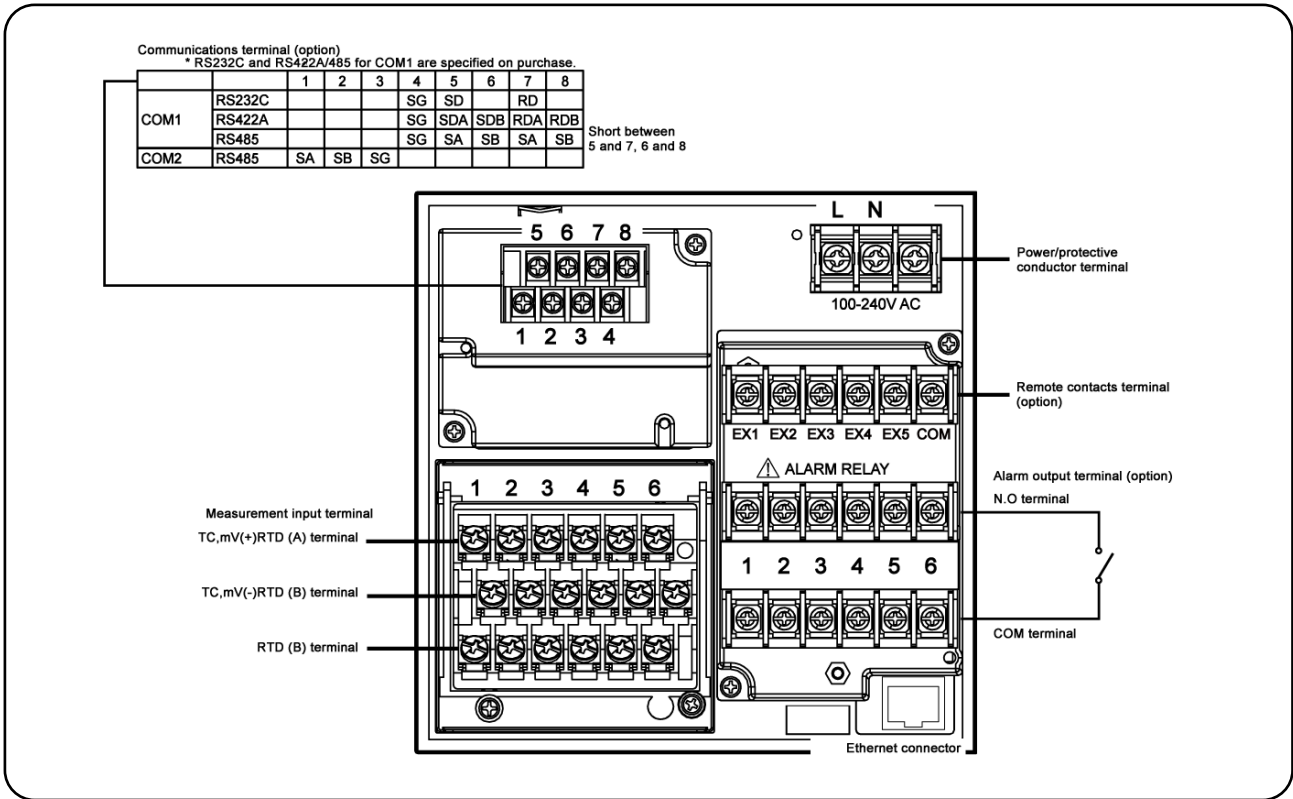 Communications terminal (option)
* RS232C and RS422A/485 for COM1 are specified on purchase.
1 2 3 4 5 6 7 8
COM1 RS232C SG SD RD
RS422A SG SDA SDB RDA RDB
RS485 SG SA SB SA SB
COM2 RS485 SA SB SG
Short between
5 and 7, 6 and 8
L N
100-240V AC
Power/protective
conductor terminal
5 6 7 8
1 2 3 4
EX1 EX2 EX3 EX4 EX5 COM
Remote contacts terminal
(option)
ALARM RELAY
1 2 3 4 5 6
Alarm output terminal (option)
N.O terminal
COM terminal
1 2 3 4 5 6
Measurement input terminal
TC,mV(+)RTD (A) terminal
TC,mV(-)RTD (B) terminal
RTD (B) terminal
Ethernet connector